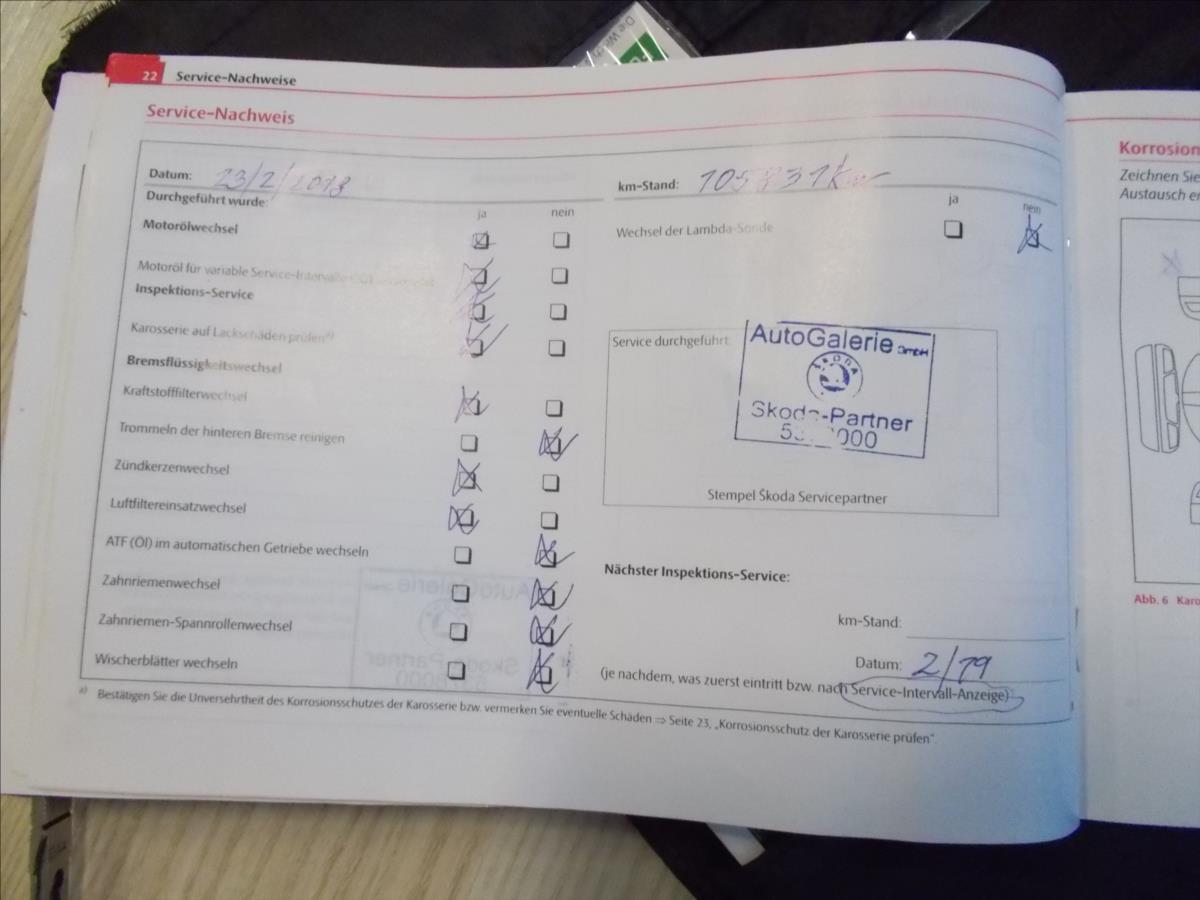 22 Service-Nachweise
Service-Nachweis
Datum: 23/2/2018
km-Stand: 105831km
Durchgeführt wurde:
ja nein
ja nein
Motorölwechsel
Wechsel der Lambda-Sonde
Motoröl für variable Service-Intervalle
Inspektions-Service
Karosserie auf Lackschäden prüfen a)
Bremsflüssigkeitswechsel
Kraftstofffilterwechsel
Trommeln der hinteren Bremse reinigen
Zündkerzenwechsel
Luftfiltereinsatzwechsel
ATF (Öl) im automatischen Getriebe wechseln
Zahnriemenwechsel
Zahnriemen-Spannrollenwechsel
Wischerblätter wechseln
Service durchgeführt:
AutoGalerie GmbH
SKODA
Skoda-Partner
Stempel Škoda Servicepartner
Nächster Inspektions-Service:
km-Stand:
Datum: 2/19
(je nachdem, was zuerst eintritt bzw. nach Service-Intervall-Anzeige)
a) Bestätigen Sie die Unversehrtheit des Korrosionsschutzes der Karosserie bzw. vermerken Sie eventuelle Schäden ⇒ Seite 23, „Korrosionsschutz der Karosserie prüfen“.
Korrosion
Zeichnen Sie
Austausch er
Abb. 6 Karo